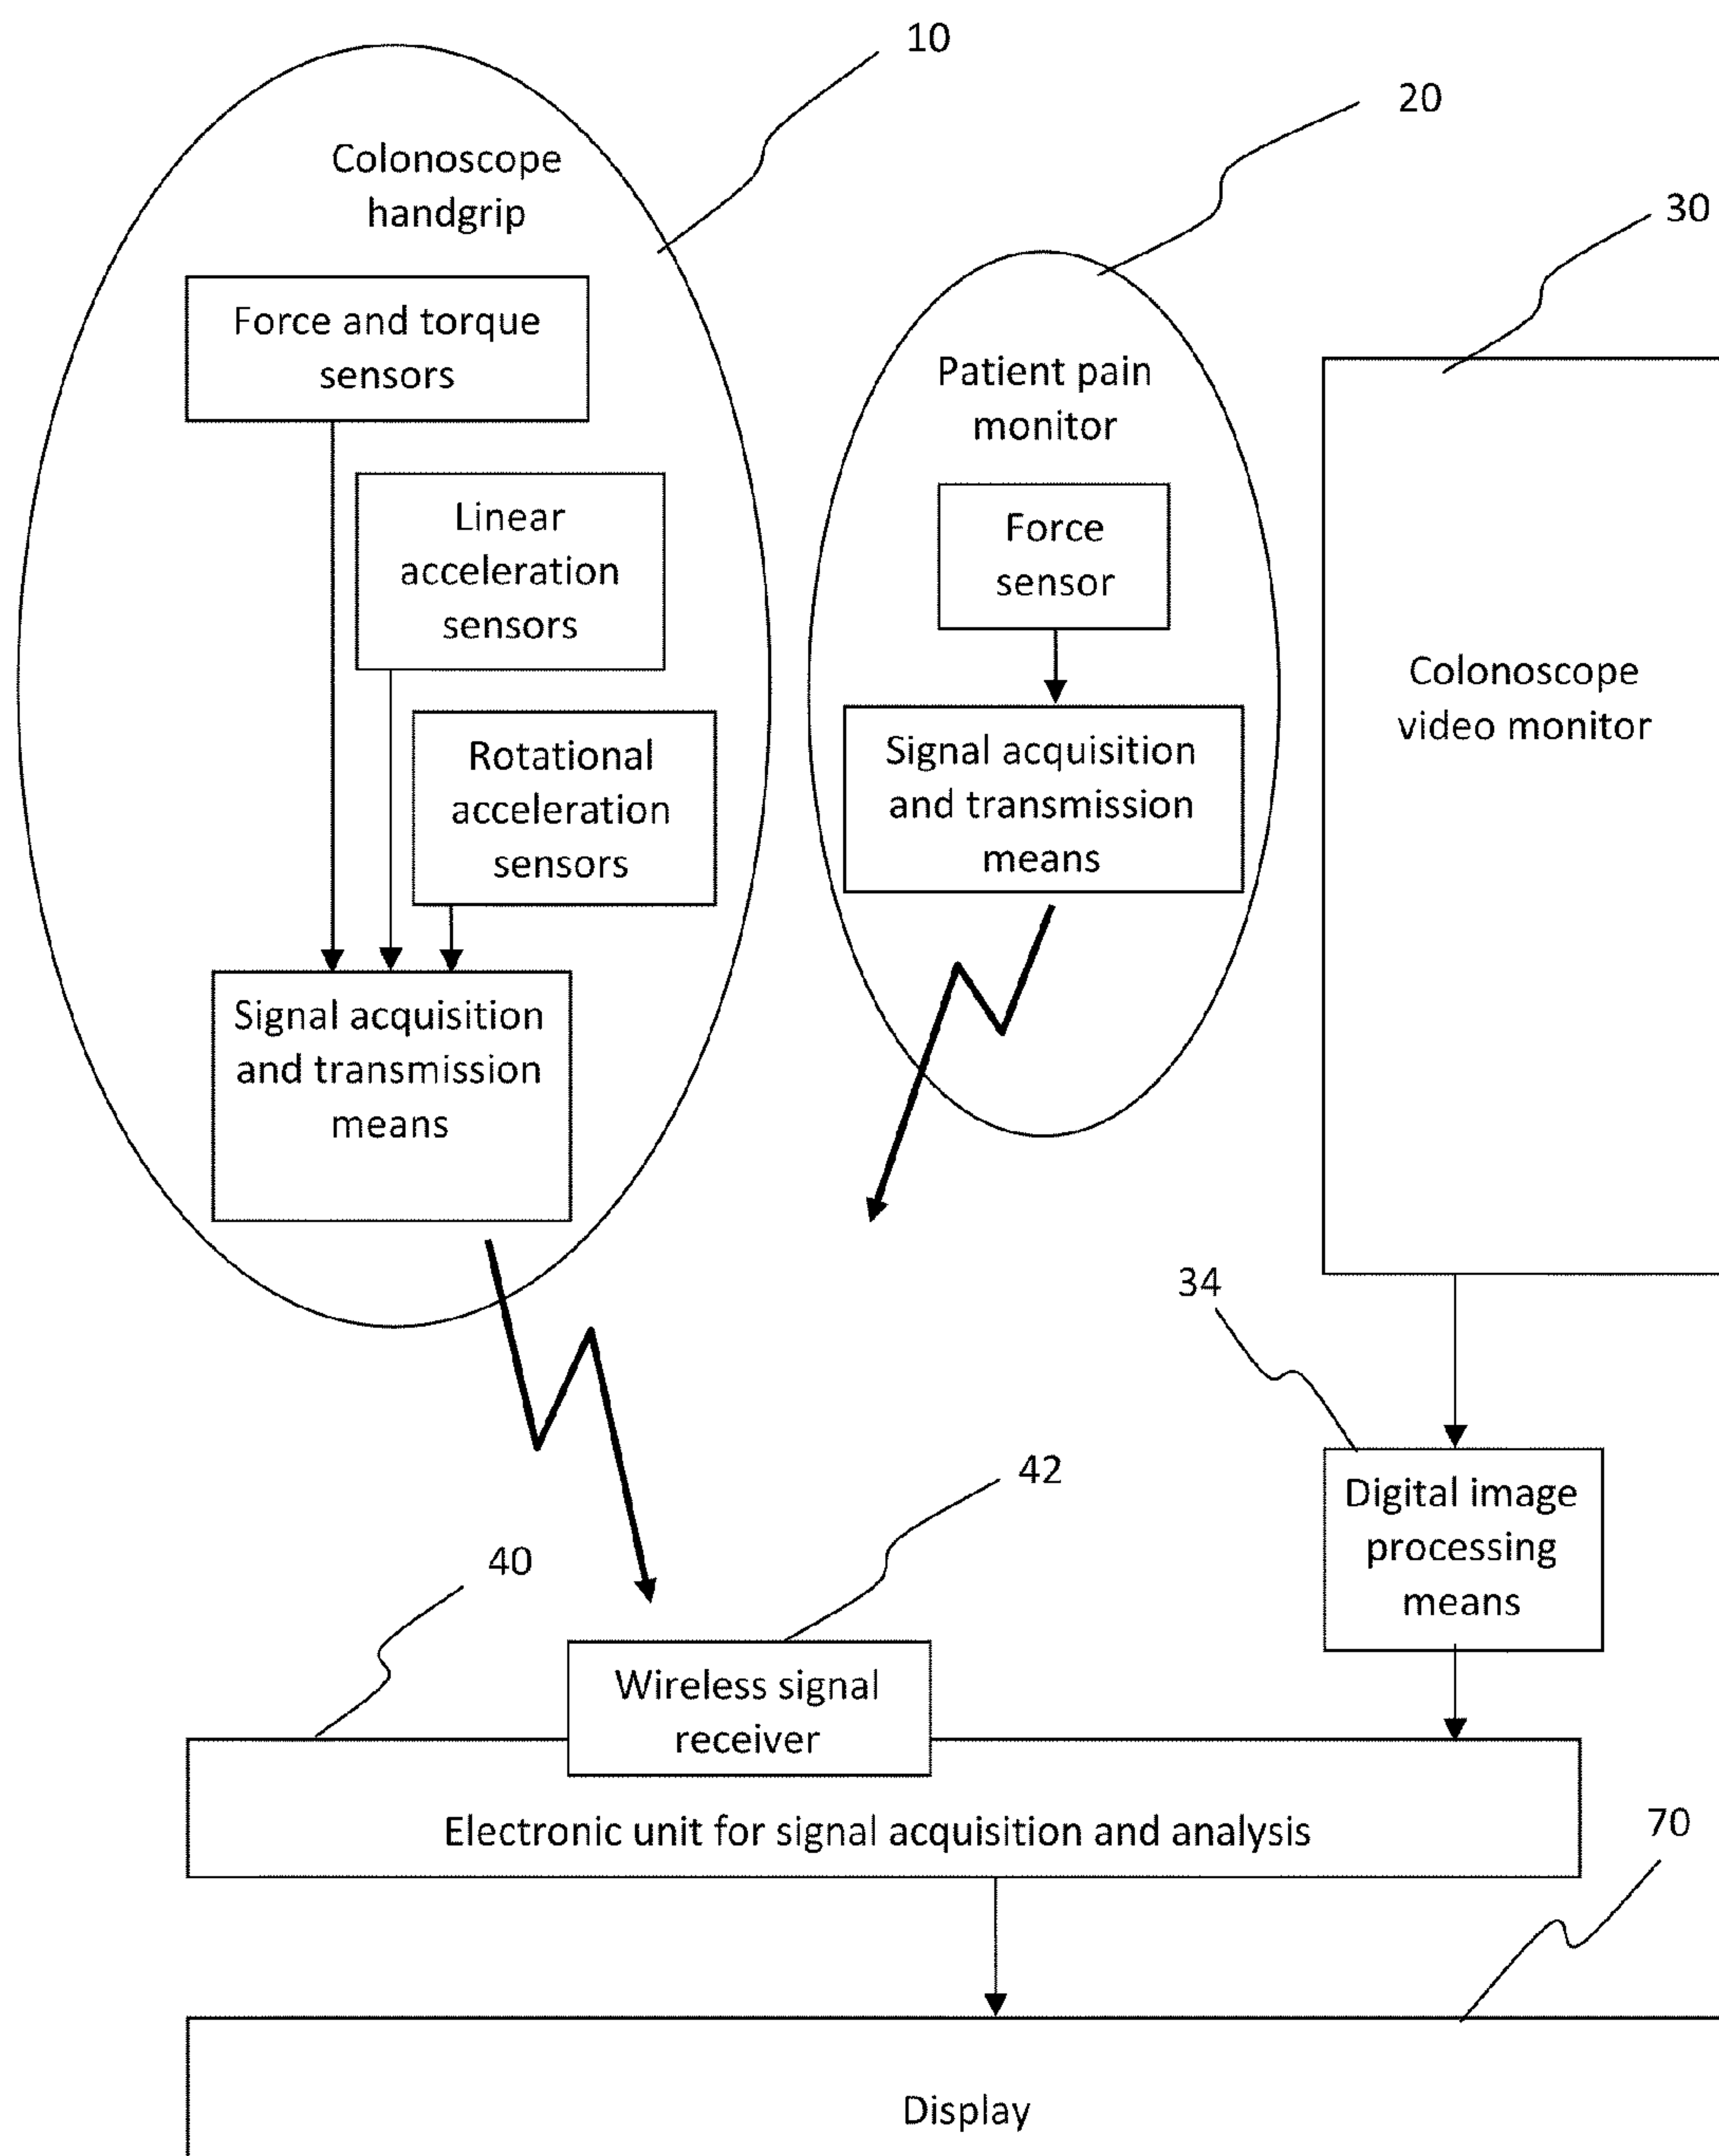 10
20
30
Colonoscope
handgrip
Force and torque
sensors
Linear
acceleration
sensors
Rotational
acceleration
sensors
Signal acquisition
and transmission
means
Patient pain
monitor
Force
sensor
Signal acquisition
and transmission
means
Colonoscope
video monitor
34
Digital image
processing
means
42
40
Wireless signal
receiver
Electronic unit for signal acquisition and analysis
70
Display